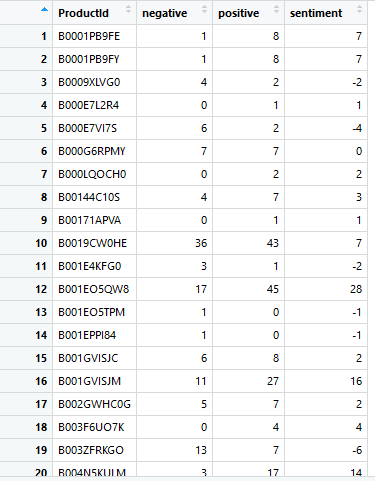 ProductId negative positive sentiment
1 B0001PB9FE 1 8 7
2 B0001PB9FY 1 8 7
3 B0009XLVG0 4 2 -2
4 B000E7L2R4 0 1 1
5 B000E7VI7S 6 2 -4
6 B000G6RPMY 7 7 0
7 B000LQOCH0 0 2 2
8 B00144C10S 4 7 3
9 B00171APVA 0 1 1
10 B0019CW0HE 36 43 7
11 B001E4KFG0 3 1 -2
12 B001EO5QW8 17 45 28
13 B001EO5TPM 1 0 -1
14 B001EPPI84 1 0 -1
15 B001GVISJC 6 8 2
16 B001GVISJM 11 27 16
17 B002GWHC0G 5 7 2
18 B003F6UO7K 0 4 4
19 B003ZFRKGO 13 7 -6
20 B004N5KULM 3 17 14